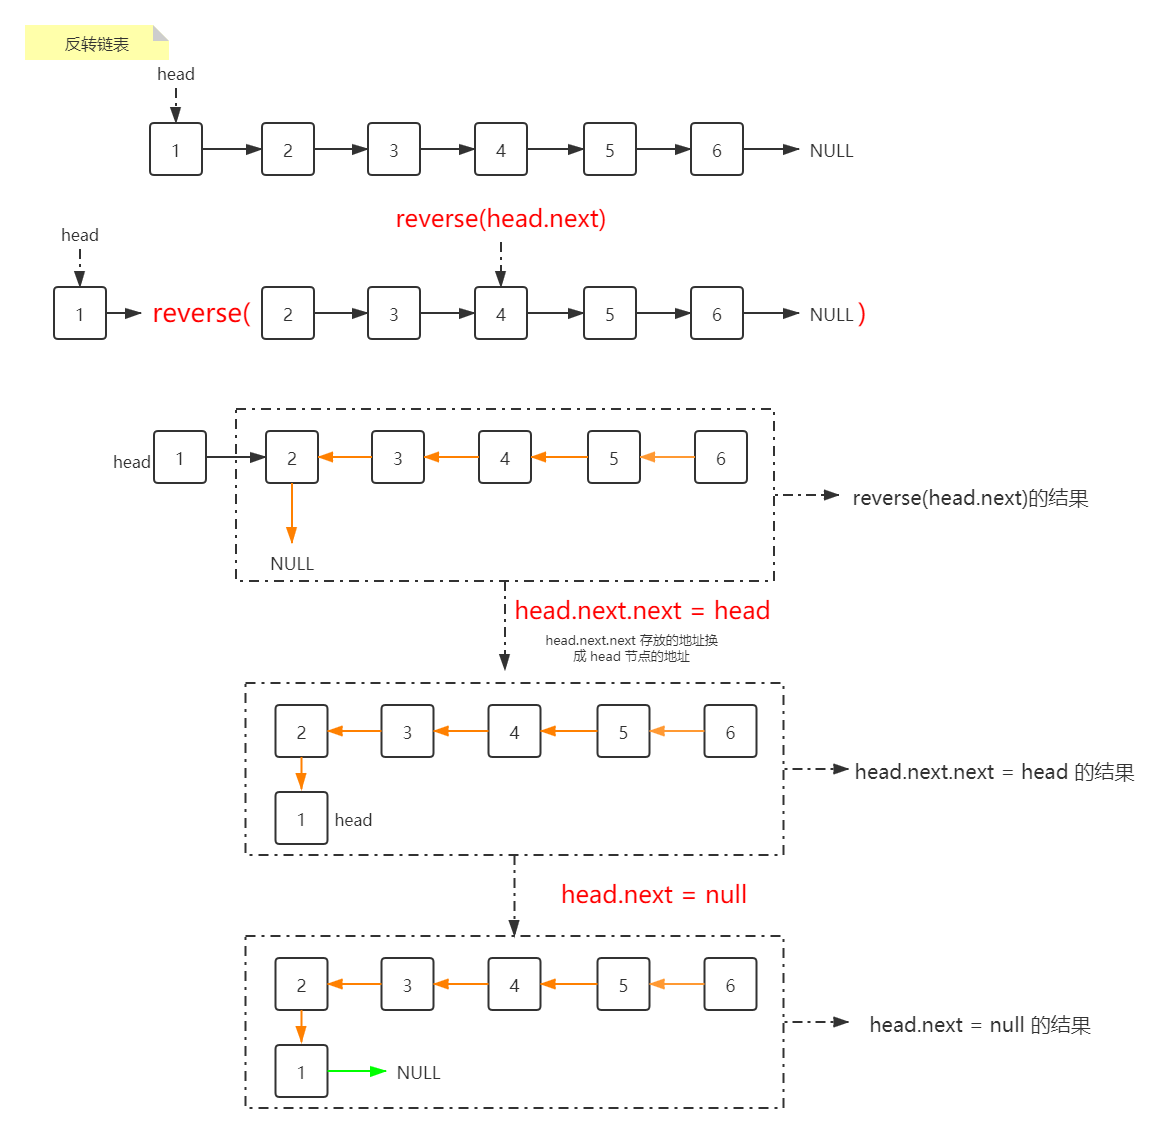 反转链表
head
1 2 3 4 5 6 NULL
reverse(head.next)
head
1 reverse( 2 3 4 5 6 NULL )
head 1 2 3 4 5 6
reverse(head.next)的结果
NULL
head.next.next = head
head.next.next 存放的地址换
成 head 节点的地址
2 3 4 5 6
head.next.next = head 的结果
1 head
head.next = null
2 3 4 5 6
head.next = null 的结果
1 NULL